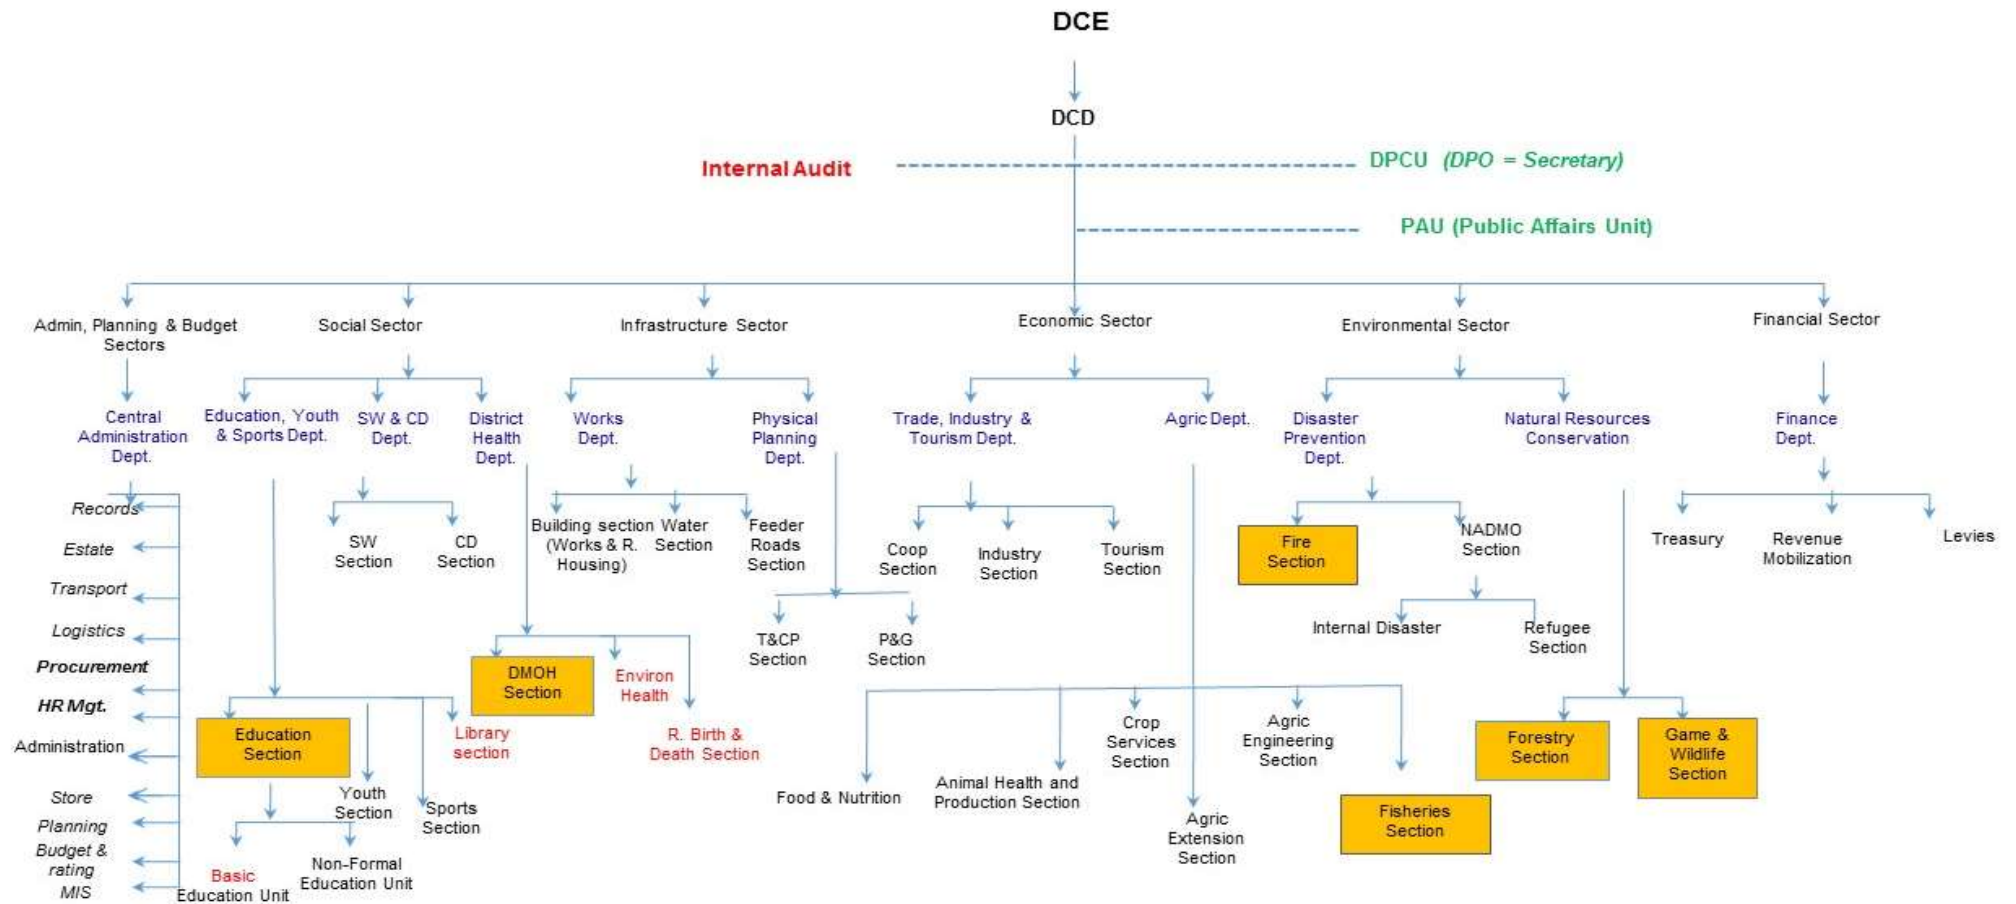 DCE
DCD
Internal Audit
DPCU (DPO = Secretary)
PAU (Public Affairs Unit)
Admin, Planning & Budget
Sectors
Social Sector
Infrastructure Sector
Economic Sector
Environmental Sector
Financial Sector
Central
Administration
Dept.
Education, Youth
& Sports Dept.
SW & CD
Dept.
District
Health
Dept.
Works
Dept.
Physical
Planning
Dept.
Trade, Industry &
Tourism Dept.
Agric Dept.
Disaster
Prevention
Dept.
Natural Resources
Conservation
Finance
Dept.
Records
Estate
Transport
Logistics
Procurement
HR Mgt.
Administration
Store
Planning
Budget &
rating
MIS
SW
Section
CD
Section
Building section
(Works & R.
Housing)
Water
Section
Feeder
Roads
Section
Coop
Section
Industry
Section
Tourism
Section
Fire
Section
NADMO
Section
Treasury
Revenue
Mobilization
Levies
Internal Disaster
Refugee
Section
T&CP
Section
P&G
Section
DMOH
Section
Environ
Health
R. Birth &
Death Section
Education
Section
Library
section
Youth
Section
Sports
Section
Basic
Education Unit
Non-Formal
Education Unit
Food & Nutrition
Animal Health and
Production Section
Crop
Services
Section
Agric
Extension
Section
Agric
Engineering
Section
Fisheries
Section
Forestry
Section
Game &
Wildlife
Section